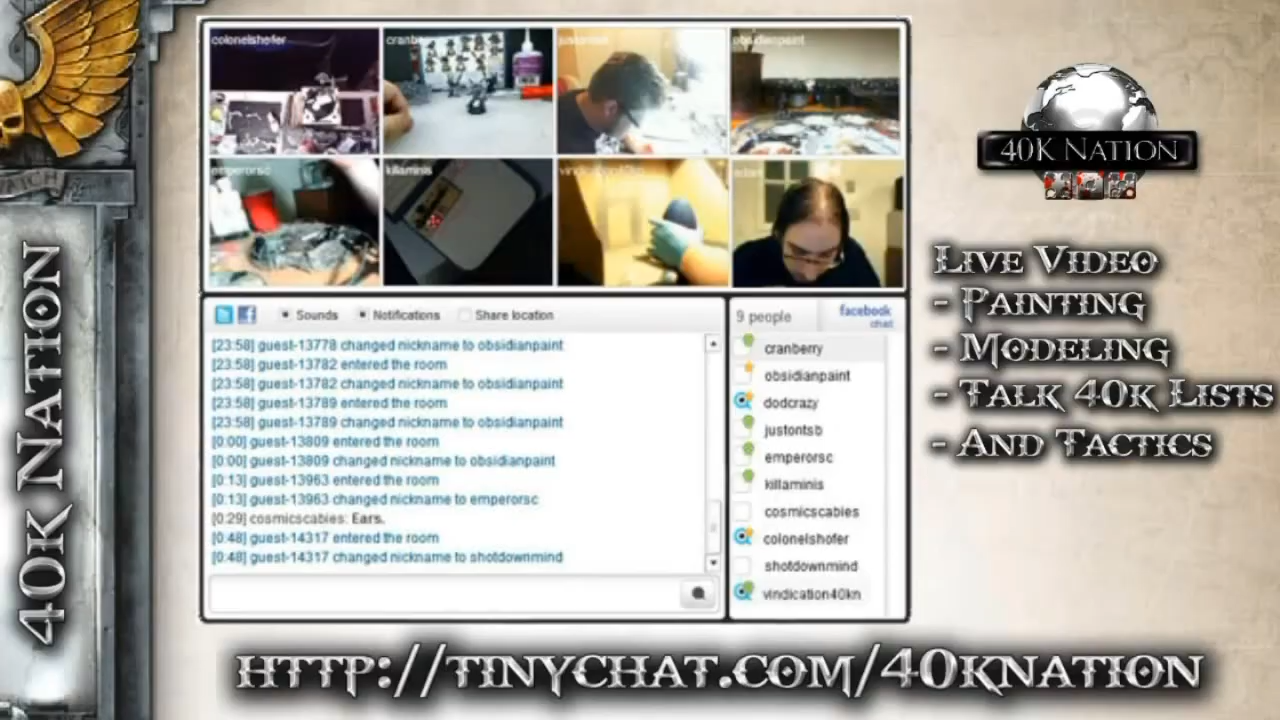 colonelshofer
cranberry
justontsb
obsidianpaint
emperorsc
killaminis
vindication40kn
40K Nation
40K Nation
Live Video
- Painting
- Modeling
- Talk 40k Lists
- And Tactics
Sounds
Notifications
Share location
9 people
facebook
chat
[23:58] guest-13778 changed nickname to obsidianpaint
[23:58] guest-13782 entered the room
[23:58] guest-13782 changed nickname to obsidianpaint
[23:58] guest-13789 entered the room
[23:58] guest-13789 changed nickname to obsidianpaint
[0:00] guest-13809 entered the room
[0:00] guest-13809 changed nickname to obsidianpaint
[0:13] guest-13963 entered the room
[0:13] guest-13963 changed nickname to emperorsc
[0:29] cosmicscabies: Ears.
[0:48] guest-14317 entered the room
[0:48] guest-14317 changed nickname to shotdownmind
cranberry
obsidianpaint
dodcrazy
justontsb
emperorsc
killaminis
cosmicscabies
colonelshofer
shotdownmind
vindication40kn
http://tinychat.com/40knation